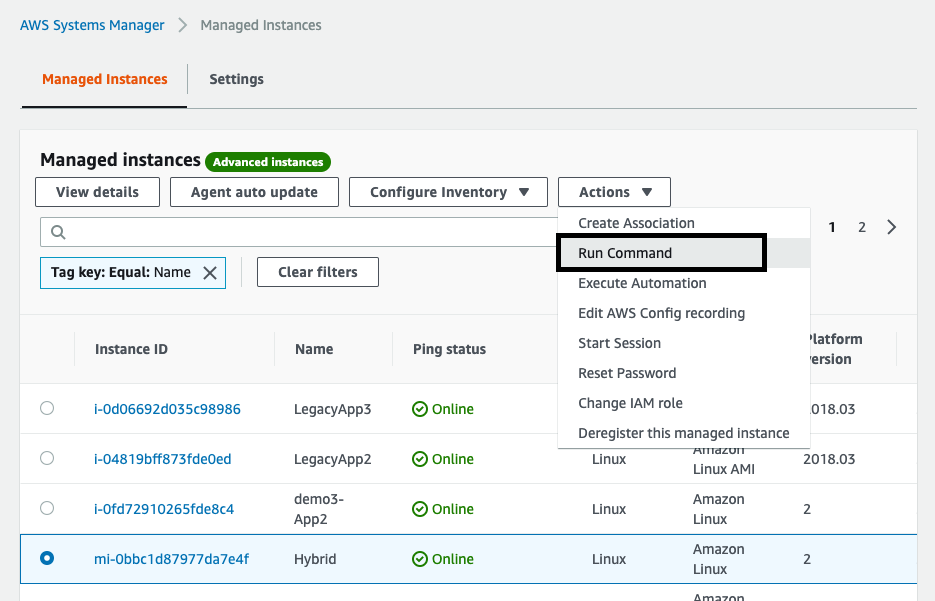 AWS Systems Manager > Managed Instances
Managed Instances Settings
Managed instances Advanced instances
View details Agent auto update Configure Inventory ▼ Actions ▼
Create Association
1 2 >
Run Command
Tag key: Equal: Name ✕ Clear filters
Execute Automation
Edit AWS Config recording
Start Session
Reset Password
Change IAM role
Deregister this managed instance
Instance ID Name Ping status
version
i-0d06692d035c98986 LegacyApp3 Online 2018.03
i-04819bff873fde0ed LegacyApp2 Online Linux Amazon Linux AMI 2018.03
i-0fd72910265fde8c4 demo3-App2 Online Linux Amazon Linux 2
mi-0bbc1d87977da7e4f Hybrid Online Linux Amazon Linux 2
Amazon